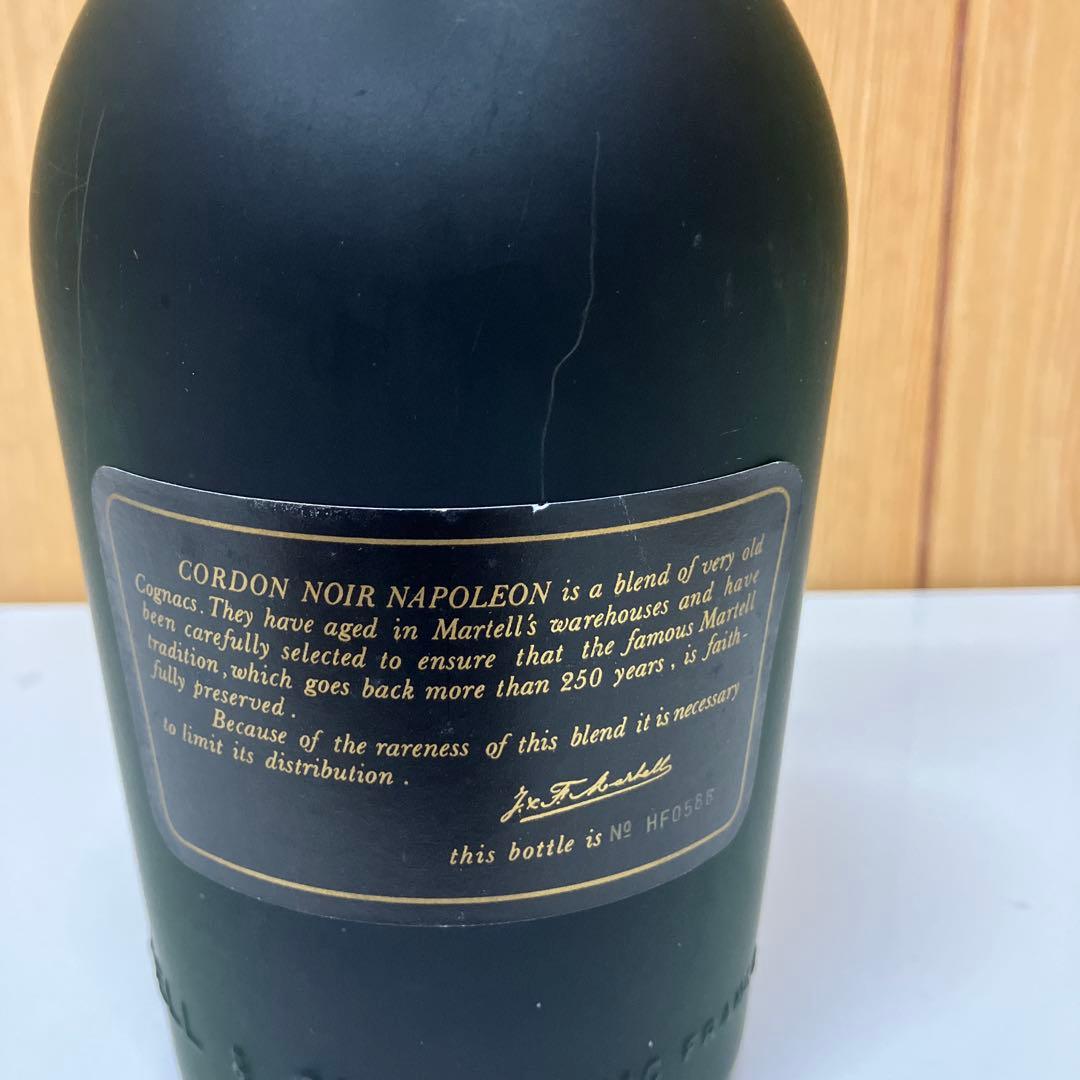 CORDON NOIR NAPOLEON is a blend of very old
Cognacs. They have aged in Martell's warehouses and have
been carefully selected to ensure that the famous Martell
tradition, which goes back more than 250 years, is faith-
fully preserved.
Because of the rareness of this blend it is necessary
to limit its distribution.
J. & F. Martell
this bottle is Nº
ELL &